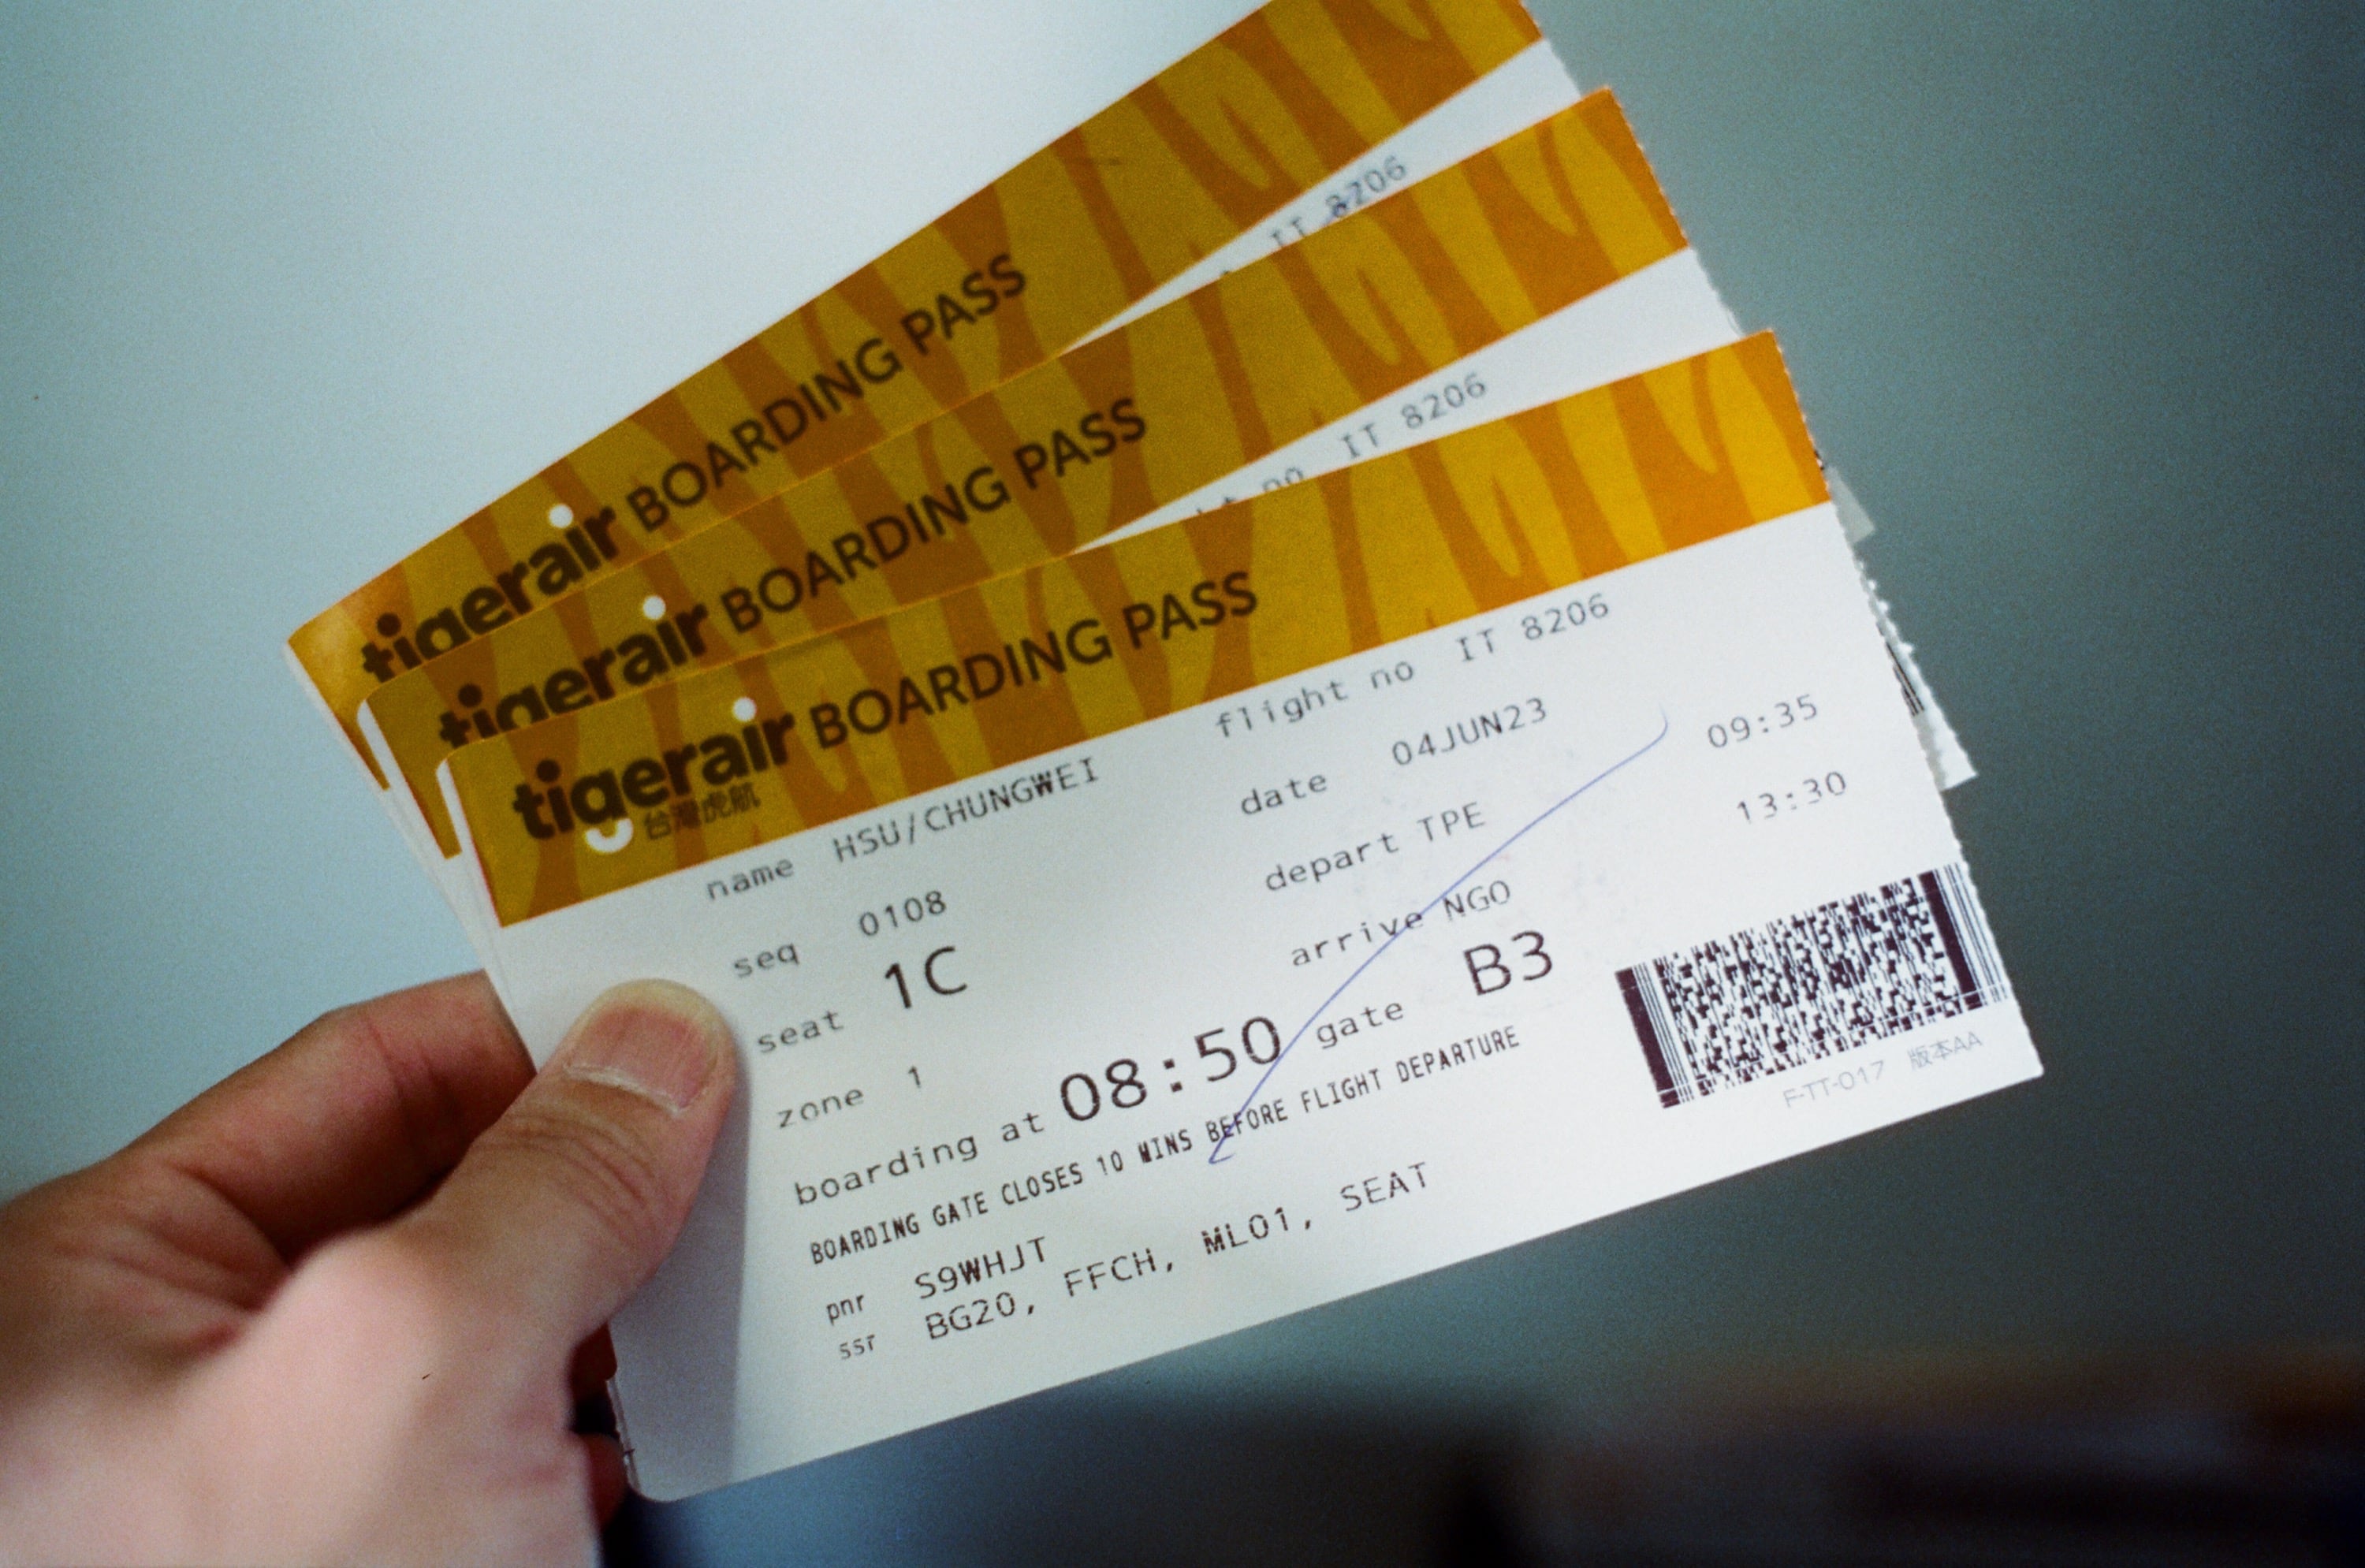 tigerair BOARDING PASS
IT 8206
tigerair BOARDING PASS
no IT 8206
tigerair BOARDING PASS
台灣虎航
name HSU/CHUNGWEI flight no IT 8206
seq 0108 date 04JUN23
seat 1C depart TPE 09:35
zone 1 arrive NGO 13:30
boarding at 08:50 gate B3
BOARDING GATE CLOSES 10 MINS BEFORE FLIGHT DEPARTURE
pnr S9WHJT
ssr BG20, FFCH, ML01, SEAT
F-TT-017 版本AA